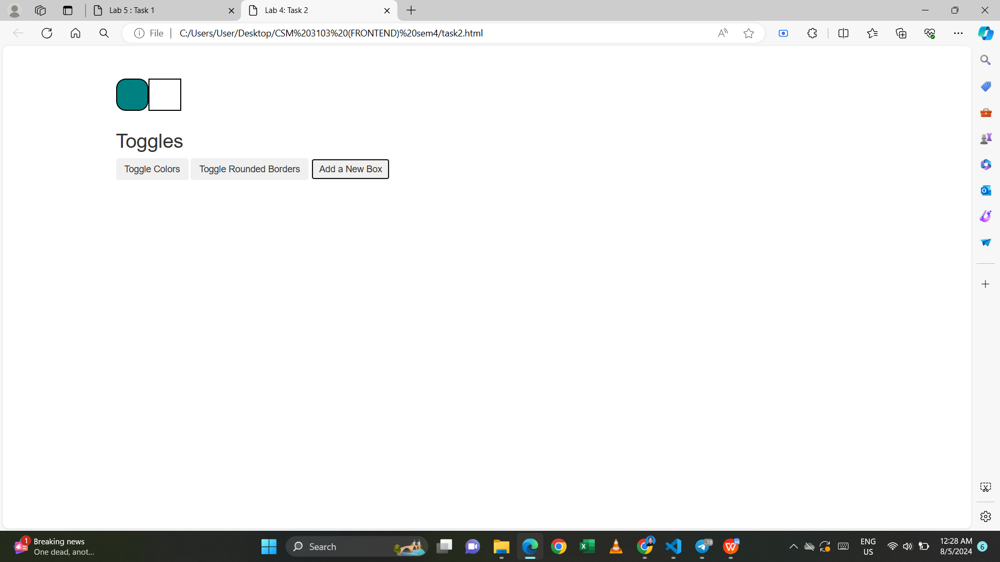 Lab 5 : Task 1
Lab 4: Task 2
File
C:/Users/User/Desktop/CSM%203103%20(FRONTEND)%20sem4/task2.html
Toggles
Toggle Colors
Toggle Rounded Borders
Add a New Box
1
Breaking news
One dead, anot...
Search
..18
ENG
US
12:28 AM
8/5/2024
6